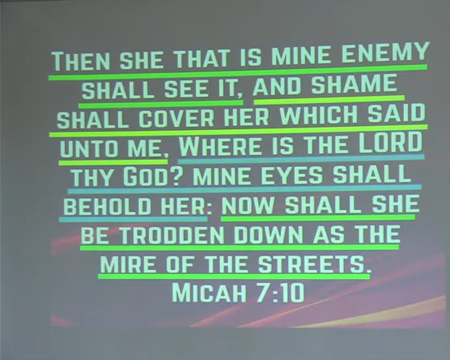 Then she that is mine enemy
shall see it, and shame
shall cover her which said
unto me, Where is the LORD
thy God? mine eyes shall
behold her: now shall she
be trodden down as the
mire of the streets.
Micah 7:10